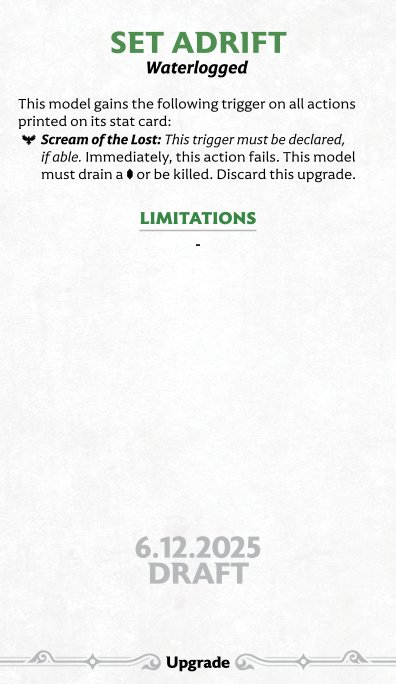 SET ADRIFT
Waterlogged
This model gains the following trigger on all actions
printed on its stat card:
Scream of the Lost: This trigger must be declared,
if able. Immediately, this action fails. This model
must drain a or be killed. Discard this upgrade.
LIMITATIONS
-
6.12.2025
DRAFT
Upgrade